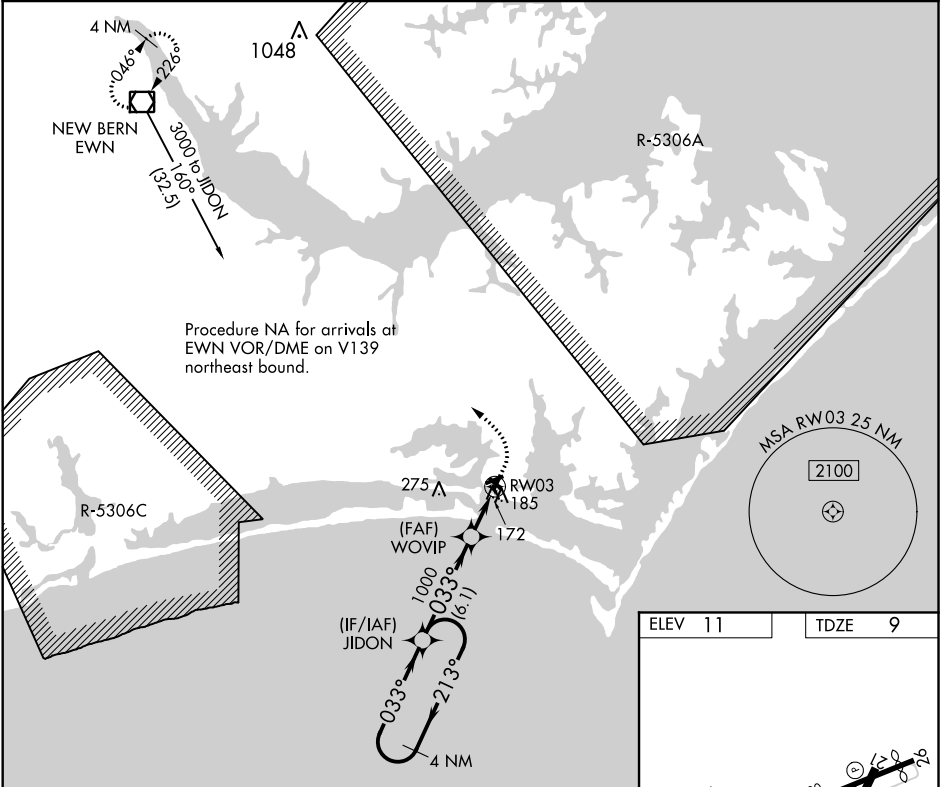 4 NM
046°
226°
1048
NEW BERN
EWN
3000 to JIDON
160°
(32.5)
R-5306A
Procedure NA for arrivals at
EWN VOR/DME on V139
northeast bound.
MSA RW03 25 NM
2100
R-5306C
275
RW03
185
(FAF)
WOVIP
172
1000
033°
(6.1)
(IF/IAF)
JIDON
033°
213°
4 NM
ELEV 11
TDZE 9
P
21
26